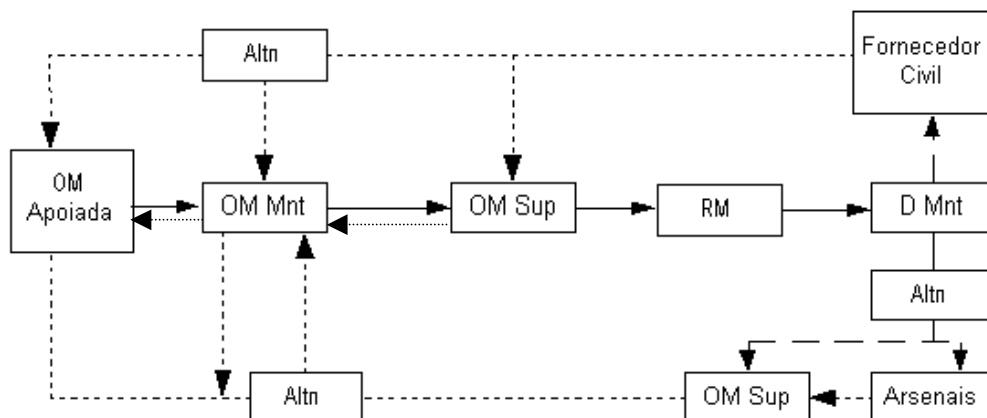 Altn
Fornecedor
Civil
OM
Apoiada
OM Mnt
OM Sup
RM
D Mnt
Altn
Altn
OM Sup
Arsenais